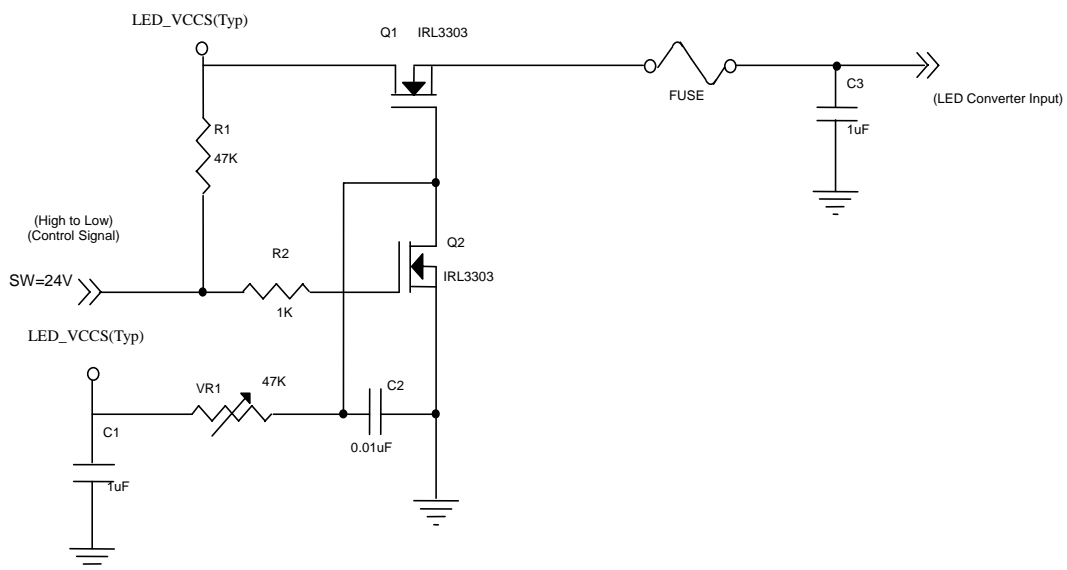 LED_VCCS(Typ)
Q1 IRL3303
FUSE
C3
1uF
(LED Converter Input)
R1
47K
(High to Low)
(Control Signal)
SW=24V
R2
1K
Q2
IRL3303
LED_VCCS(Typ)
VR1 47K
C2
0.01uF
C1
1uF